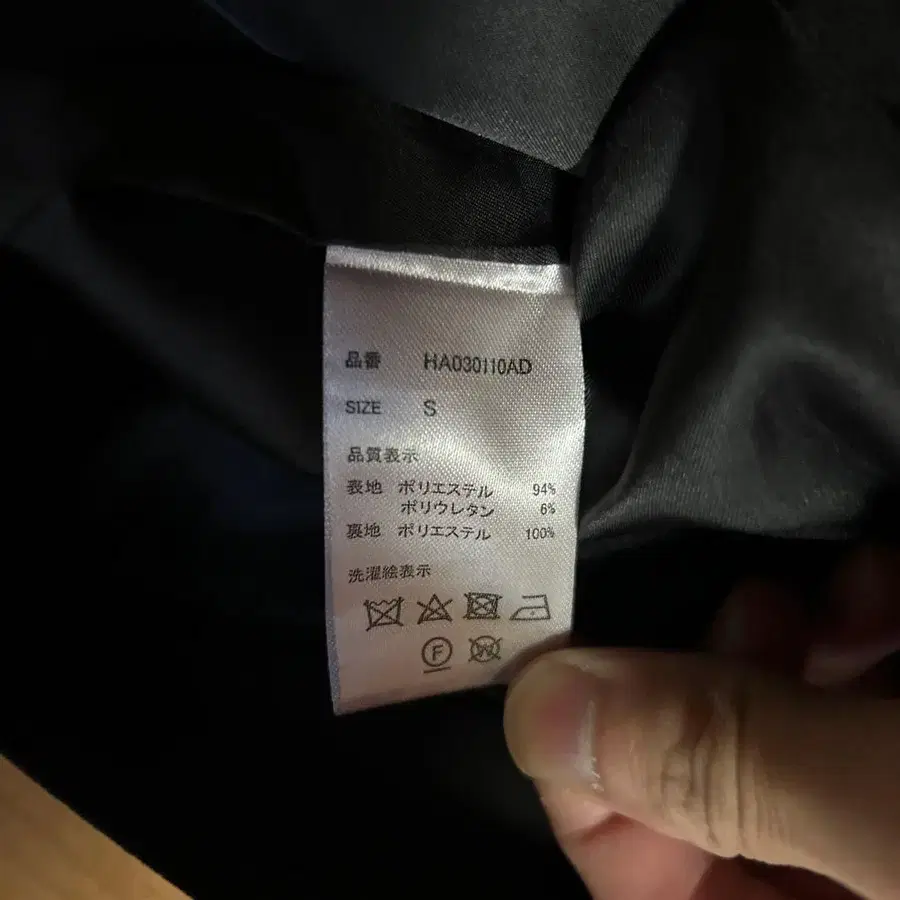 品番 HA030110AD
SIZE S
品質表示
表地 ポリエステル 94%
ポリウレタン 6%
裏地 ポリエステル 100%
洗濯絵表示
F W